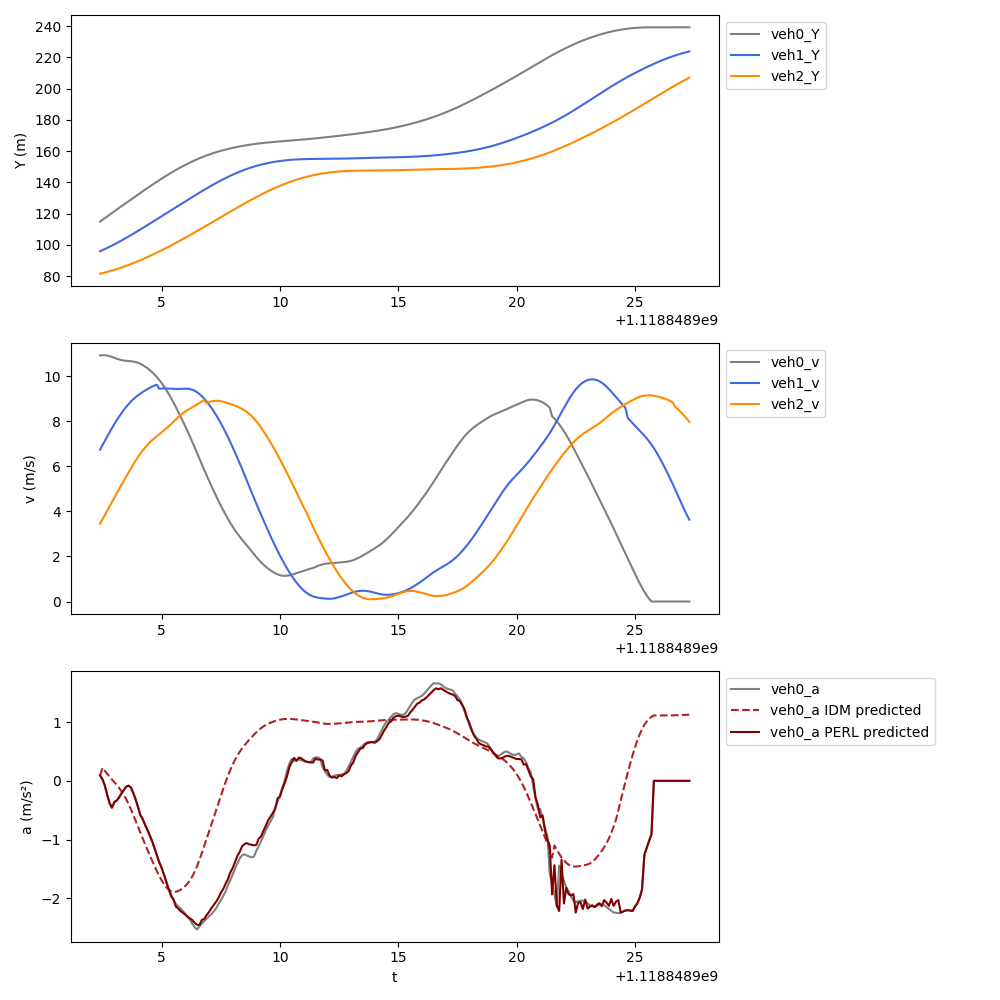 240
220
200
180
160
140
120
100
80
Y (m)
5 10 15 20 25
+1.1188489e9
veh0_Y
veh1_Y
veh2_Y
10
8
6
4
2
0
v (m/s)
5 10 15 20 25
+1.1188489e9
veh0_v
veh1_v
veh2_v
1
0
−1
−2
a (m/s²)
5 10 15 20 25
t
+1.1188489e9
veh0_a
veh0_a IDM predicted
veh0_a PERL predicted